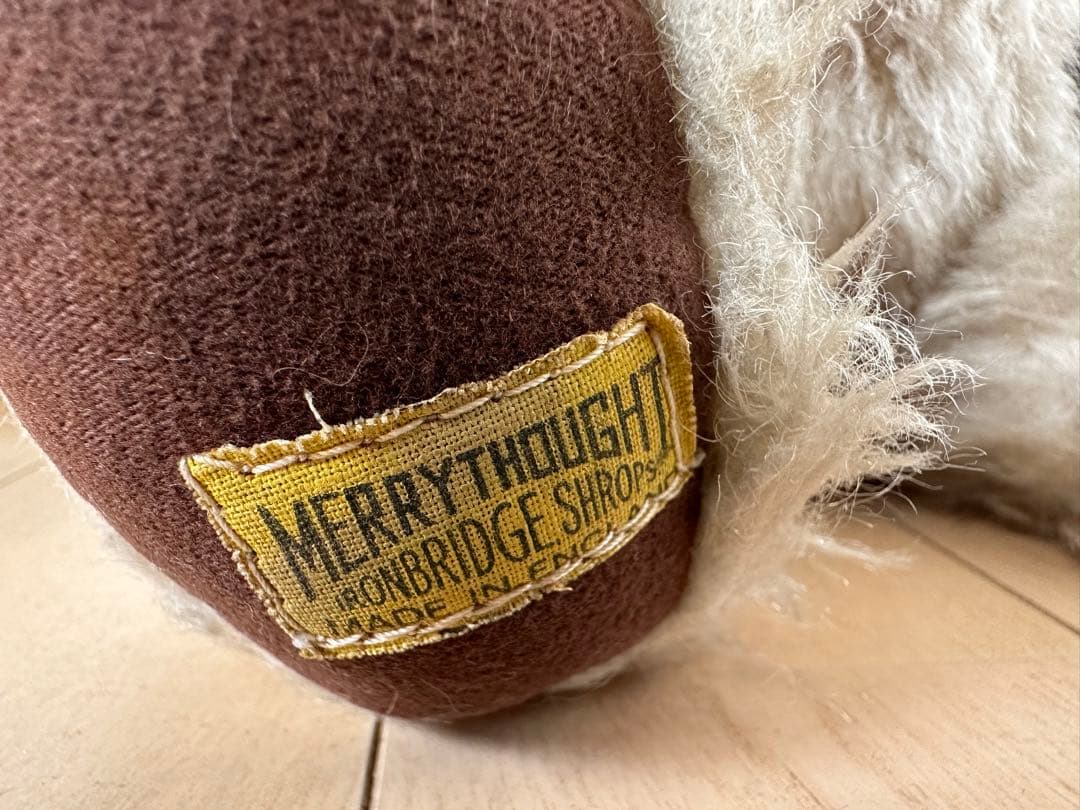 MERRYTHOUGHT
IRONBRIDGE SHROPS
MADE IN ENGLAND